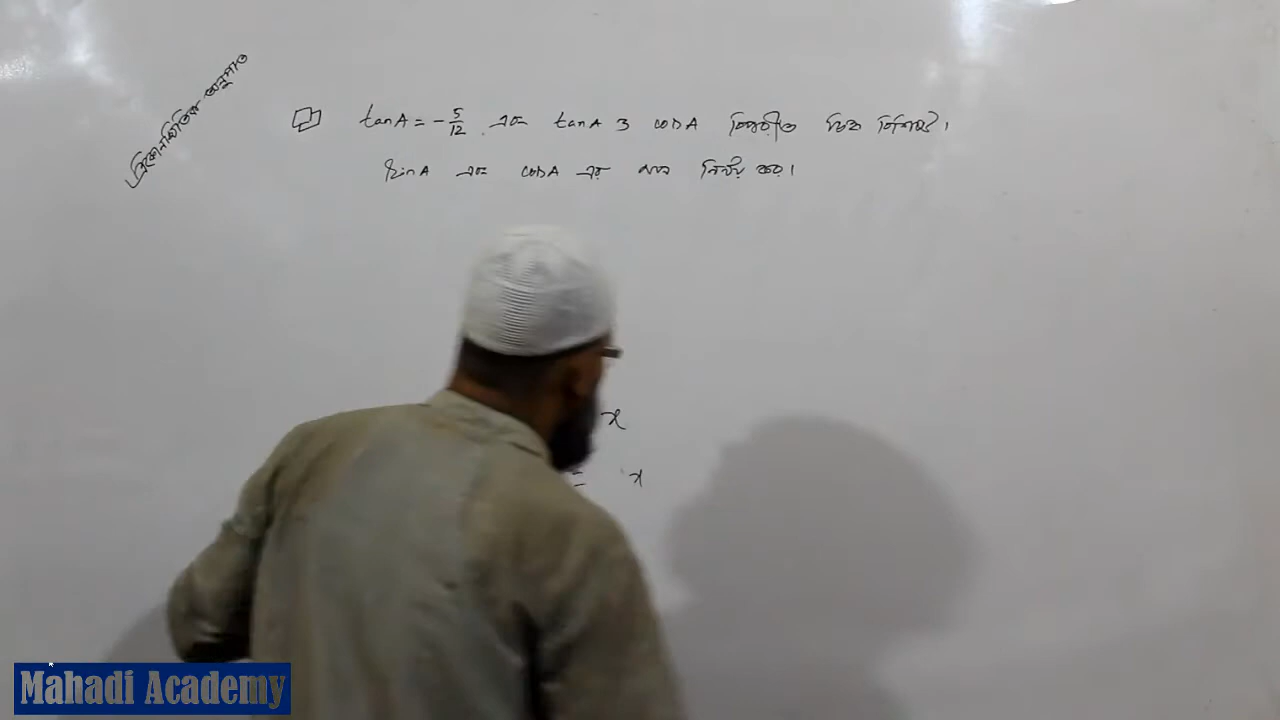 ত্রিকোণমিতিক অনুপাত
tanA = -5/12 এবং tanA ও cosA বিপরীত চিহ্ন বিশিষ্ট।
sinA এবং cosA এর মান নির্ণয় কর।
x
= x
Mahadi Academy